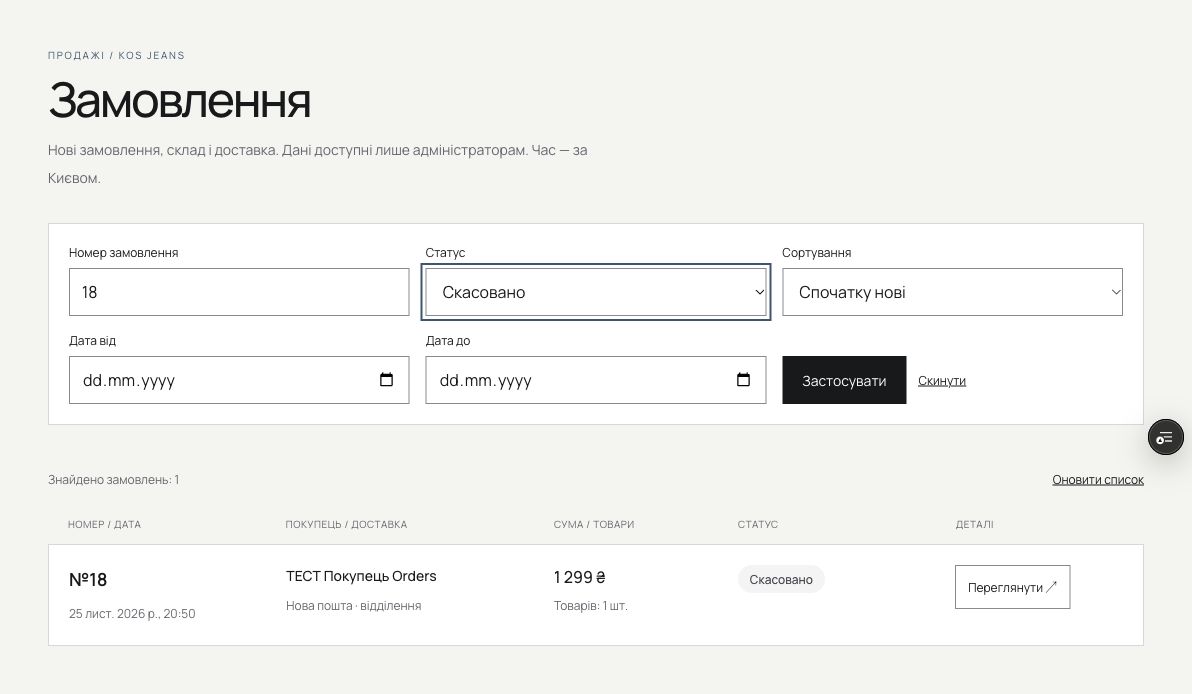 ПРОДАЖІ / KOS JEANS
Замовлення
Нові замовлення, склад і доставка. Дані доступні лише адміністраторам. Час — за
Києвом.
Номер замовлення
Статус
Сортування
18
Скасовано
Спочатку нові
Дата від
Дата до
dd.mm.yyyy
dd.mm.yyyy
Застосувати
Скинути
Знайдено замовлень: 1
Оновити список
НОМЕР / ДАТА
ПОКУПЕЦЬ / ДОСТАВКА
СУМА / ТОВАРИ
СТАТУС
ДЕТАЛІ
№18
ТЕСТ Покупець Orders
1 299 ₴
Скасовано
Переглянути ↗
25 лист. 2026 р., 20:50
Нова пошта · відділення
Товарів: 1 шт.